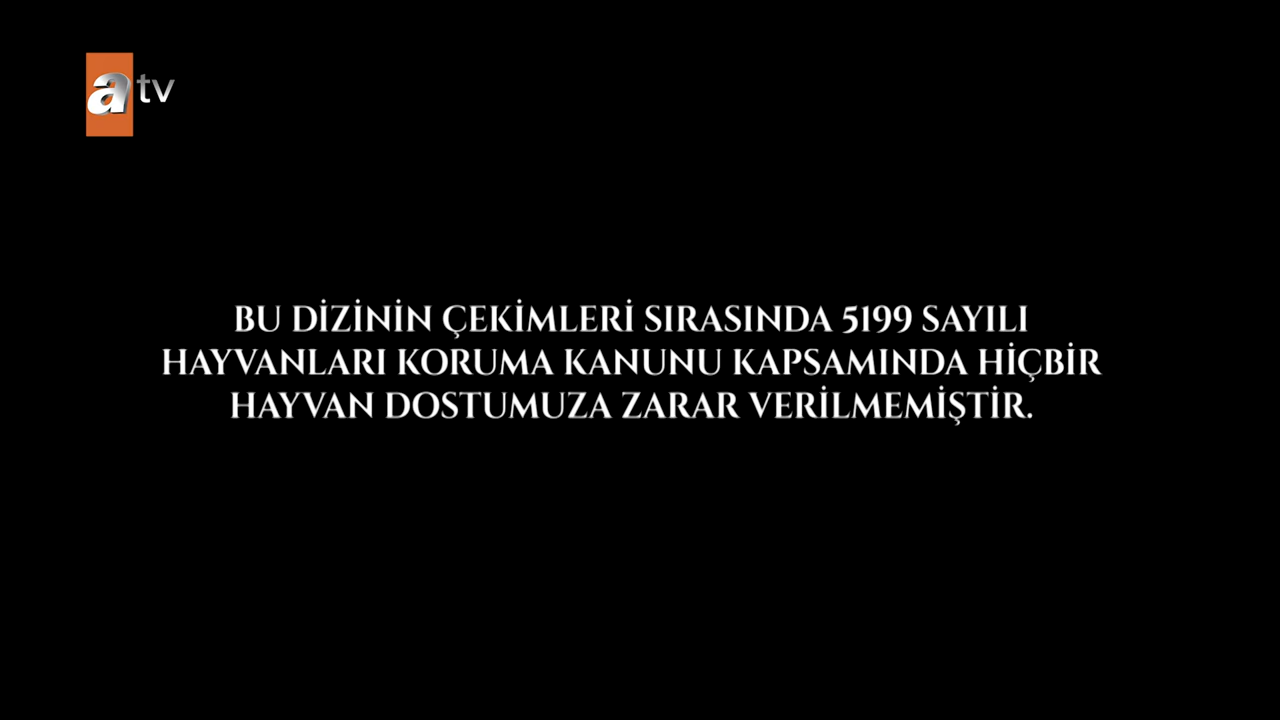 atv
BU DİZİNİN ÇEKİMLERİ SIRASINDA 5199 SAYILI
HAYVANLARI KORUMA KANUNU KAPSAMINDA HİÇBİR
HAYVAN DOSTUMUZA ZARAR VERİLMEMİŞTİR.